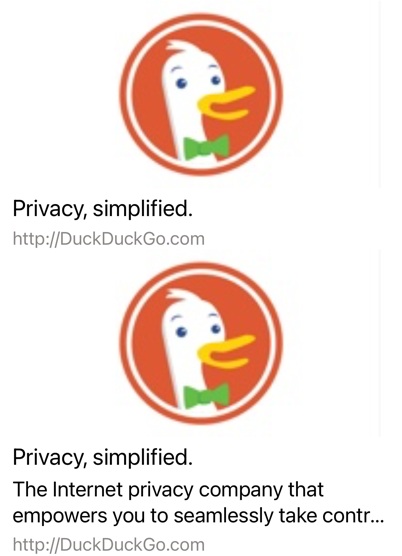 Privacy, simplified.
http://DuckDuckGo.com
Privacy, simplified.
The Internet privacy company that
empowers you to seamlessly take contr...
http://DuckDuckGo.com